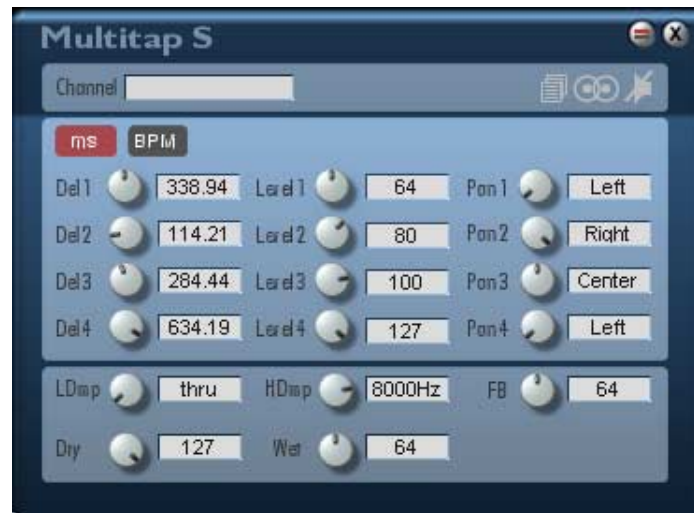 Multitap S
Channel
ms BPM
Del1 338.94 Level1 64 Pan1 Left
Del2 114.21 Level2 80 Pan2 Right
Del3 284.44 Level3 100 Pan3 Center
Del4 634.19 Level4 127 Pan4 Left
LDmp thru HDmp 8000Hz FB 64
Dry 127 Wet 64